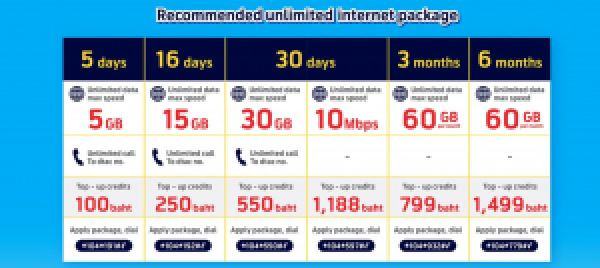 Recommended unlimited internet package
5 days 16 days 30 days 3 months 6 months
Unlimited data Unlimited data Unlimited data Unlimited data Unlimited data Unlimited data
max speed max speed max speed max speed max speed max speed
5 GB 15 GB 30 GB 10 Mbps 60 GB 60 GB
Unlimited call Unlimited call Unlimited call - - -
To dtac no. To dtac no. To dtac no.
Top - up credits Top - up credits Top - up credits Top - up credits Top - up credits Top - up credits
100 baht 250 baht 550 baht 1,188 baht 799 baht 1,499 baht
Apply package, dial Apply package, dial Apply package, dial Apply package, dial Apply package, dial Apply package, dial